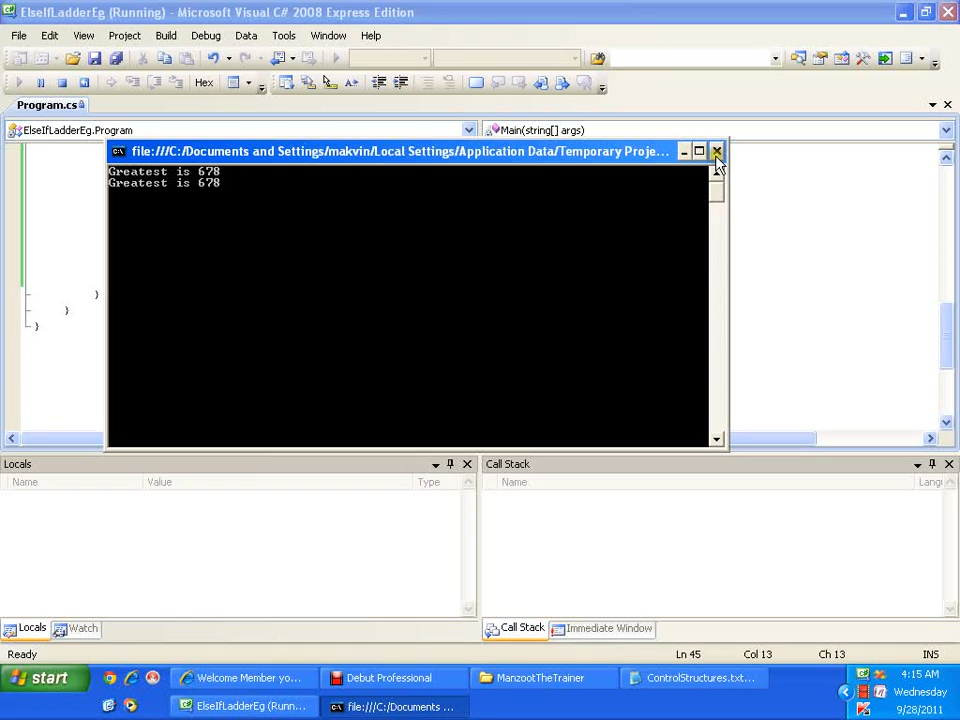 ElseIfLadderEg (Running) - Microsoft Visual C# 2008 Express Edition
File Edit View Project Build Debug Data Tools Window Help
Hex
Program.cs
ElseIfLadderEg.Program
Main(string[] args)
file:///C:/Documents and Settings/makvin/Local Settings/Application Data/Temporary Proje...
Greatest is 678
Greatest is 678
}
}
}
Locals
Name Value Type
Call Stack
Name Lang
Locals Watch
Call Stack Immediate Window
Ready Ln 45 Col 13 Ch 13 INS
start
Welcome Member yo...
Debut Professional
ManzootTheTrainer
ControlStructures.txt...
ElseIfLadderEg (Runn...
file:///C:/Documents ...
4:15 AM
Wednesday
9/28/2011